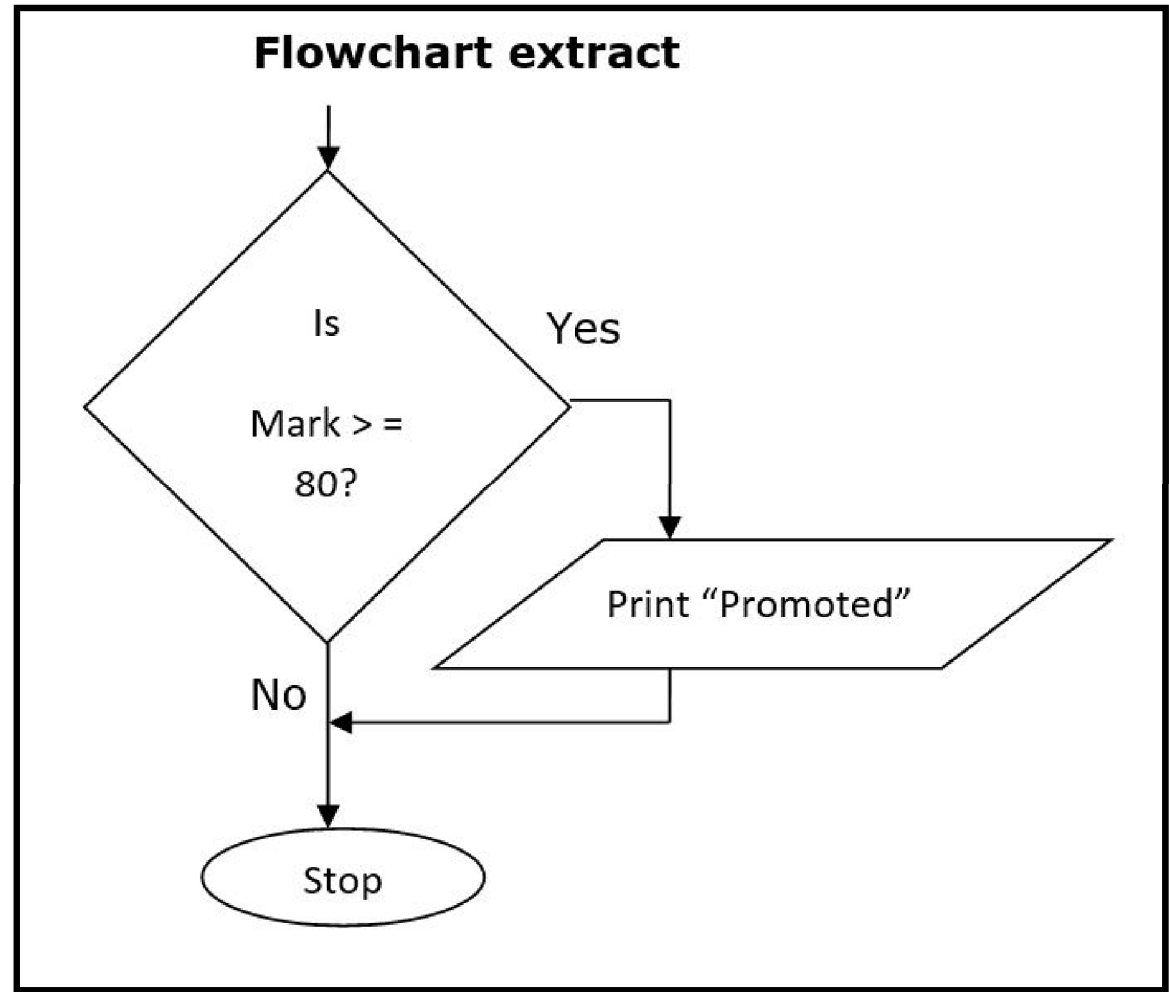 Flowchart extract
Is
Mark > =
80?
Yes
Print “Promoted”
No
Stop